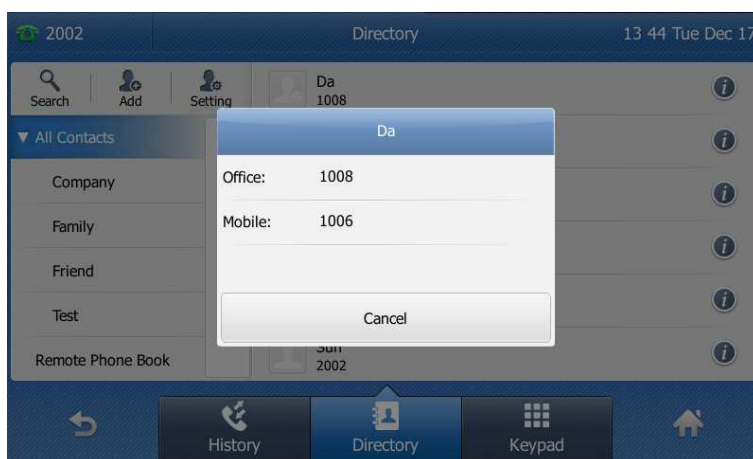 2002 Directory 13 44 Tue Dec 17
Search Add Setting
Da
1008
▼ All Contacts
Company
Family
Friend
Test
Remote Phone Book
Da
Office: 1008
Mobile: 1006
Cancel
Sun
2002
History Directory Keypad